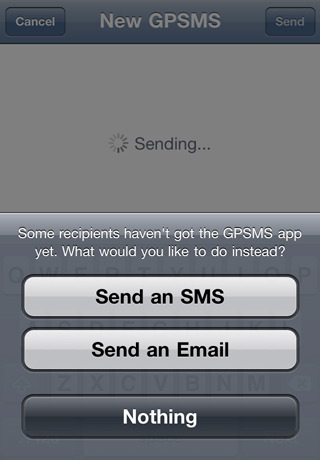 Cancel New GPSMS Send
Sending...
Some recipients haven't got the GPSMS app
yet. What would you like to do instead?
Q W E R T Y U I O P
Send an SMS
Send an Email
Z X C V B N M
Nothing